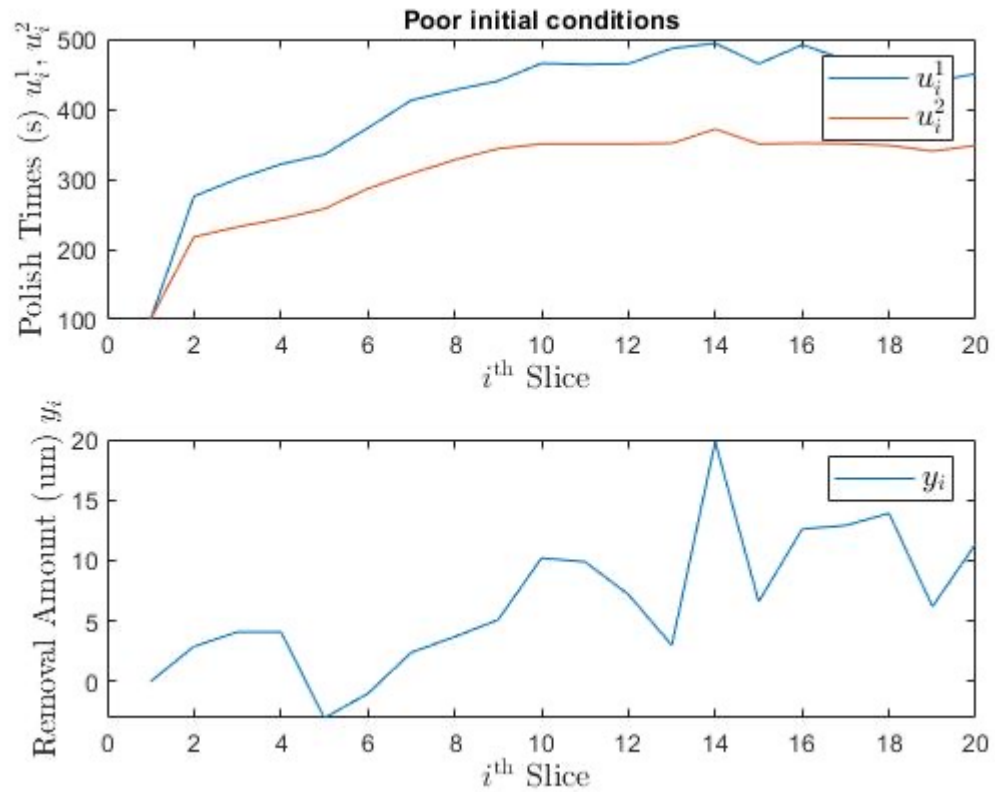 Poor initial conditions
Polish Times (s) $u_i^1, u_i^2$
500
400
300
200
100
$u_i^1$
$u_i^2$
0 2 4 6 8 10 12 14 16 18 20
$i^{\text{th}}$ Slice
Removal Amount (um) $y_i$
20
15
10
5
0
$y_i$
0 2 4 6 8 10 12 14 16 18 20
$i^{\text{th}}$ Slice